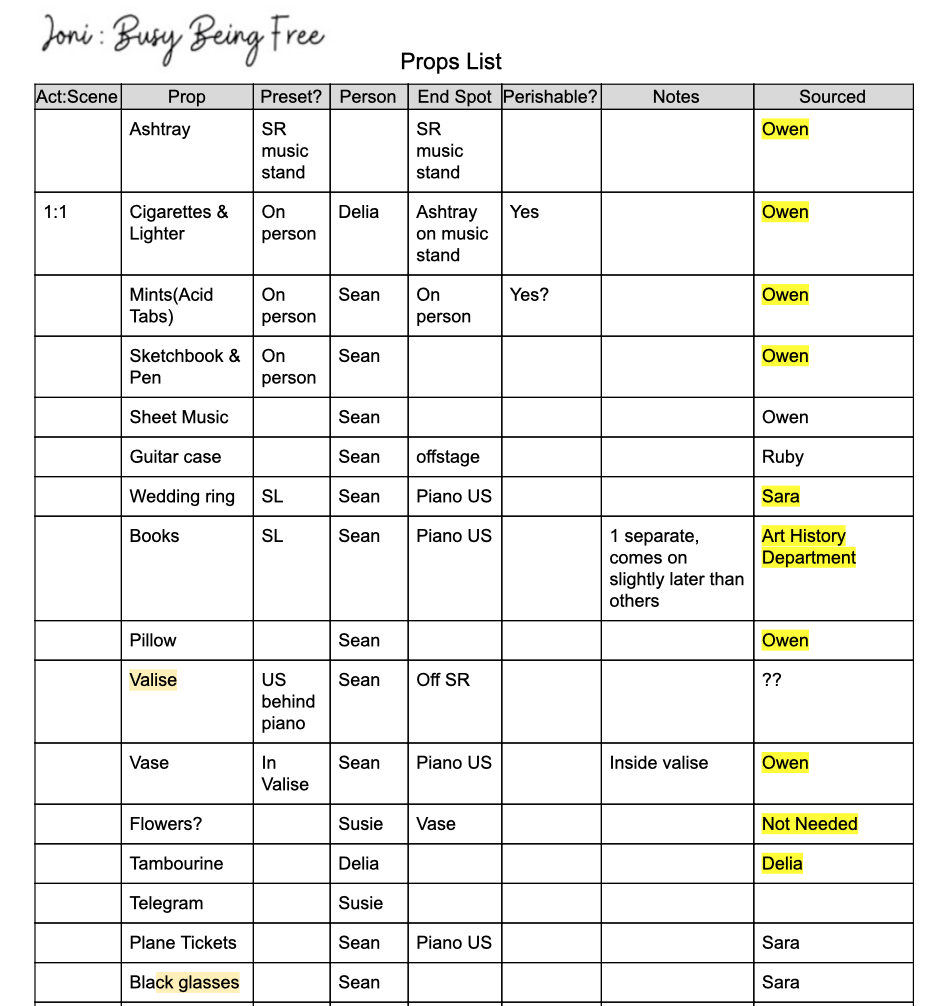 Joni: Busy Being Free
Props List
Act:Scene Prop Preset? Person End Spot Perishable? Notes Sourced
Ashtray SR SR Owen
music music
stand stand
1:1 Cigarettes & On Delia Ashtray Yes Owen
Lighter person on music
stand
Mints(Acid On Sean On Yes? Owen
Tabs) person person
Sketchbook & On Sean Owen
Pen person
Sheet Music Sean Owen
Guitar case Sean offstage Ruby
Wedding ring SL Sean Piano US Sara
Books SL Sean Piano US 1 separate, Art History
comes on Department
slightly later than
others
Pillow Sean Owen
Valise US Sean Off SR ??
behind
piano
Vase In Sean Piano US Inside valise Owen
Valise
Flowers? Susie Vase Not Needed
Tambourine Delia Delia
Telegram Susie
Plane Tickets Sean Piano US Sara
Black glasses Sean Sara